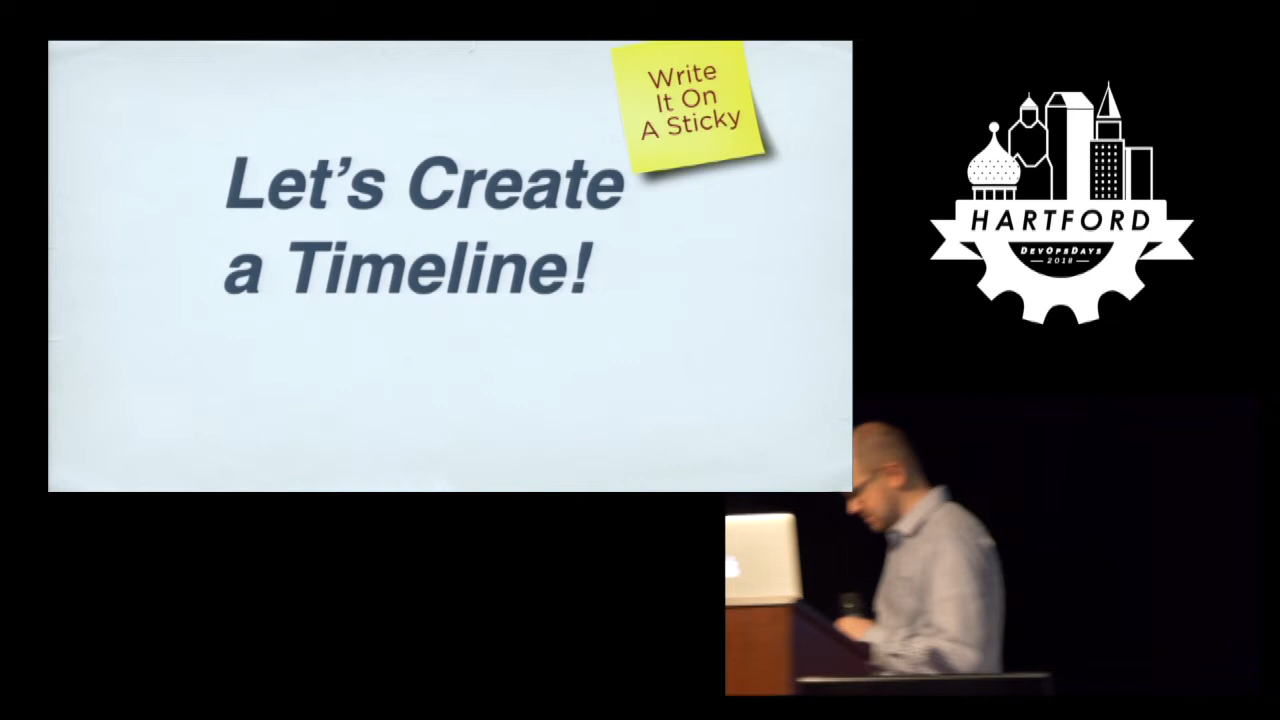 Write
It On
A Sticky
Let's Create
a Timeline!
HARTFORD
DevOpsDays
2018